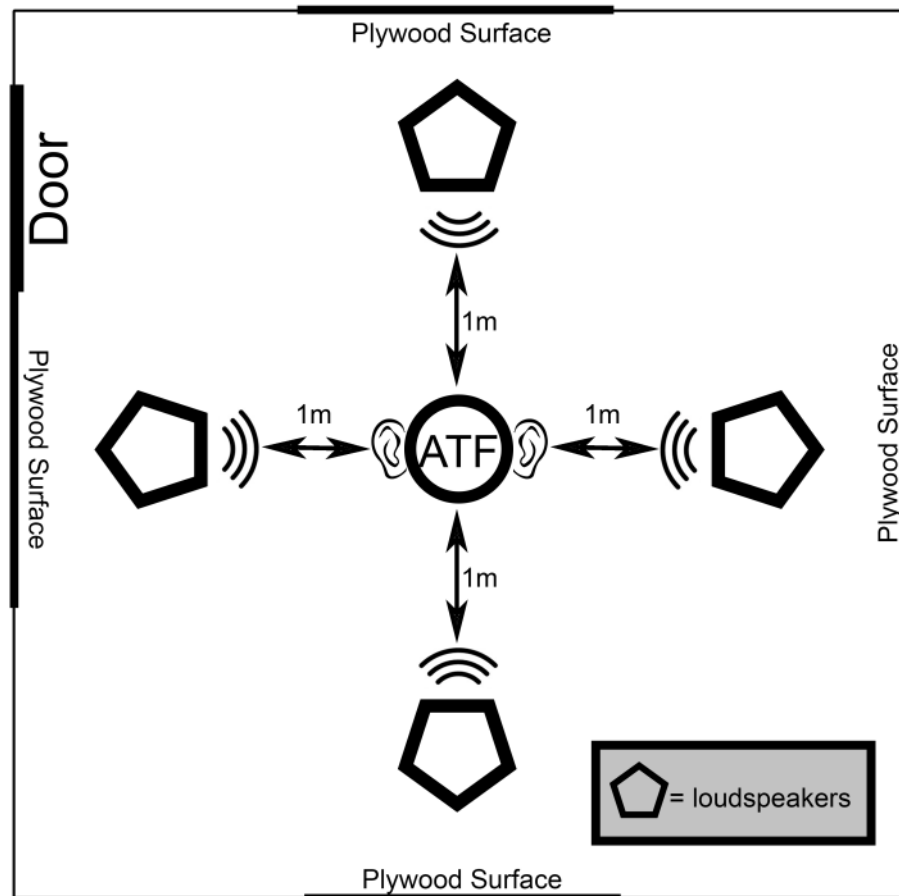 Plywood Surface
Door
1m
Plywood Surface
1m
ATF
1m
Plywood Surface
1m
= loudspeakers
Plywood Surface